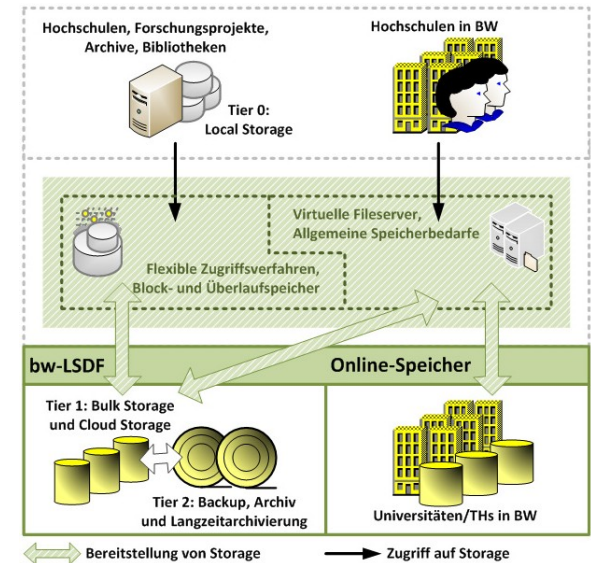 Hochschulen, Forschungsprojekte,
Archive, Bibliotheken
Hochschulen in BW
Tier 0:
Local Storage
Virtuelle Fileserver,
Allgemeine Speicherbedarfe
Flexible Zugriffsverfahren,
Block- und Überlaufspeicher
bw-LSDF
Online-Speicher
Tier 1: Bulk Storage
und Cloud Storage
Tier 2: Backup, Archiv
und Langzeitarchivierung
Universitäten/THs in BW
Bereitstellung von Storage
Zugriff auf Storage